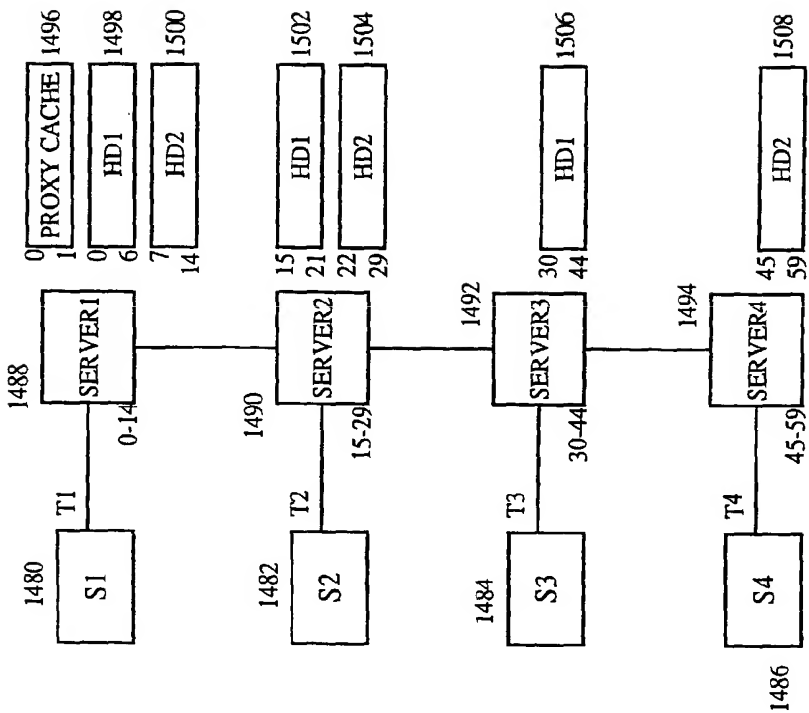 1480
S1
T1
1488
SERVER1
0-14
0
PROXY CACHE
1
1496
0
HD1
6
1498
7
HD2
14
1500
1482
S2
T2
1490
SERVER2
15-29
15
HD1
21
1502
22
HD2
29
1504
1484
S3
T3
1492
SERVER3
30-44
30
HD1
44
1506
1486
S4
T4
1494
SERVER4
45-59
45
HD2
59
1508